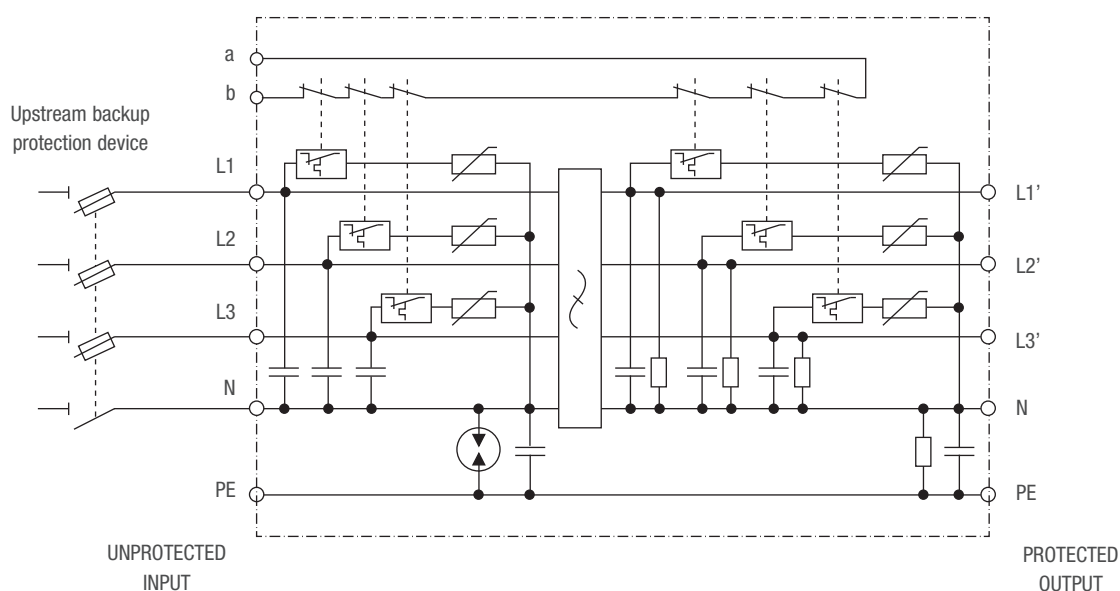 a
b
Upstream backup
protection device
L1
L1’
L2
L2’
L3
L3’
N
N
PE
PE
UNPROTECTED
INPUT
PROTECTED
OUTPUT